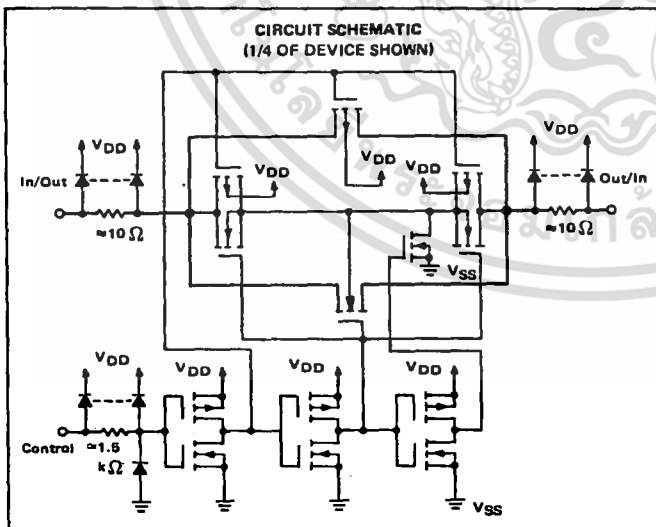 CIRCUIT SCHEMATIC
(1/4 OF DEVICE SHOWN)
VDD
VDD
In/Out
VDD
VDD
VDD
Out/In
≈10 Ω
≈10 Ω
VSS
VDD
VDD
VDD
VDD
Control
≃1.5
kΩ
VSS